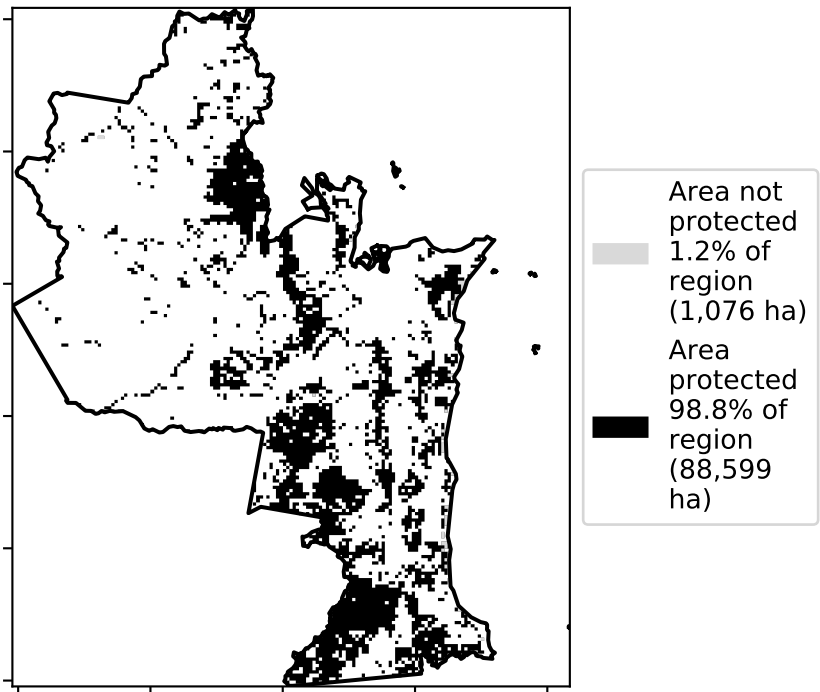 Area not
protected
1.2% of
region
(1,076 ha)
Area
protected
98.8% of
region
(88,599
ha)